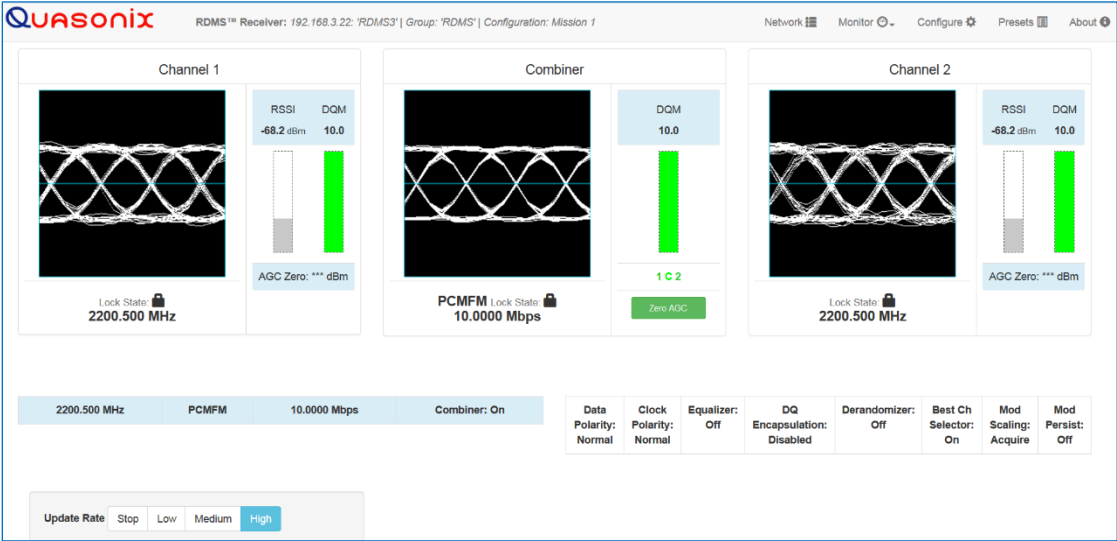 Quasonix
RDMS™ Receiver: 192.168.3.22: 'RDMS3' | Group: 'RDMS' | Configuration: Mission 1
Network Monitor Configure Presets About
Channel 1
RSSI DQM
-68.2 dBm 10.0
AGC Zero: *** dBm
Lock State:
2200.500 MHz
Combiner
DQM
10.0
1 C 2
Zero AGC
PCMFM Lock State:
10.0000 Mbps
Channel 2
RSSI DQM
-68.2 dBm 10.0
AGC Zero: *** dBm
Lock State:
2200.500 MHz
2200.500 MHz PCMFM 10.0000 Mbps Combiner: On
Data Polarity: Normal
Clock Polarity: Normal
Equalizer: Off
DQ Encapsulation: Disabled
Derandomizer: Off
Best Ch Selector: On
Mod Scaling: Acquire
Mod Persist: Off
Update Rate Stop Low Medium High